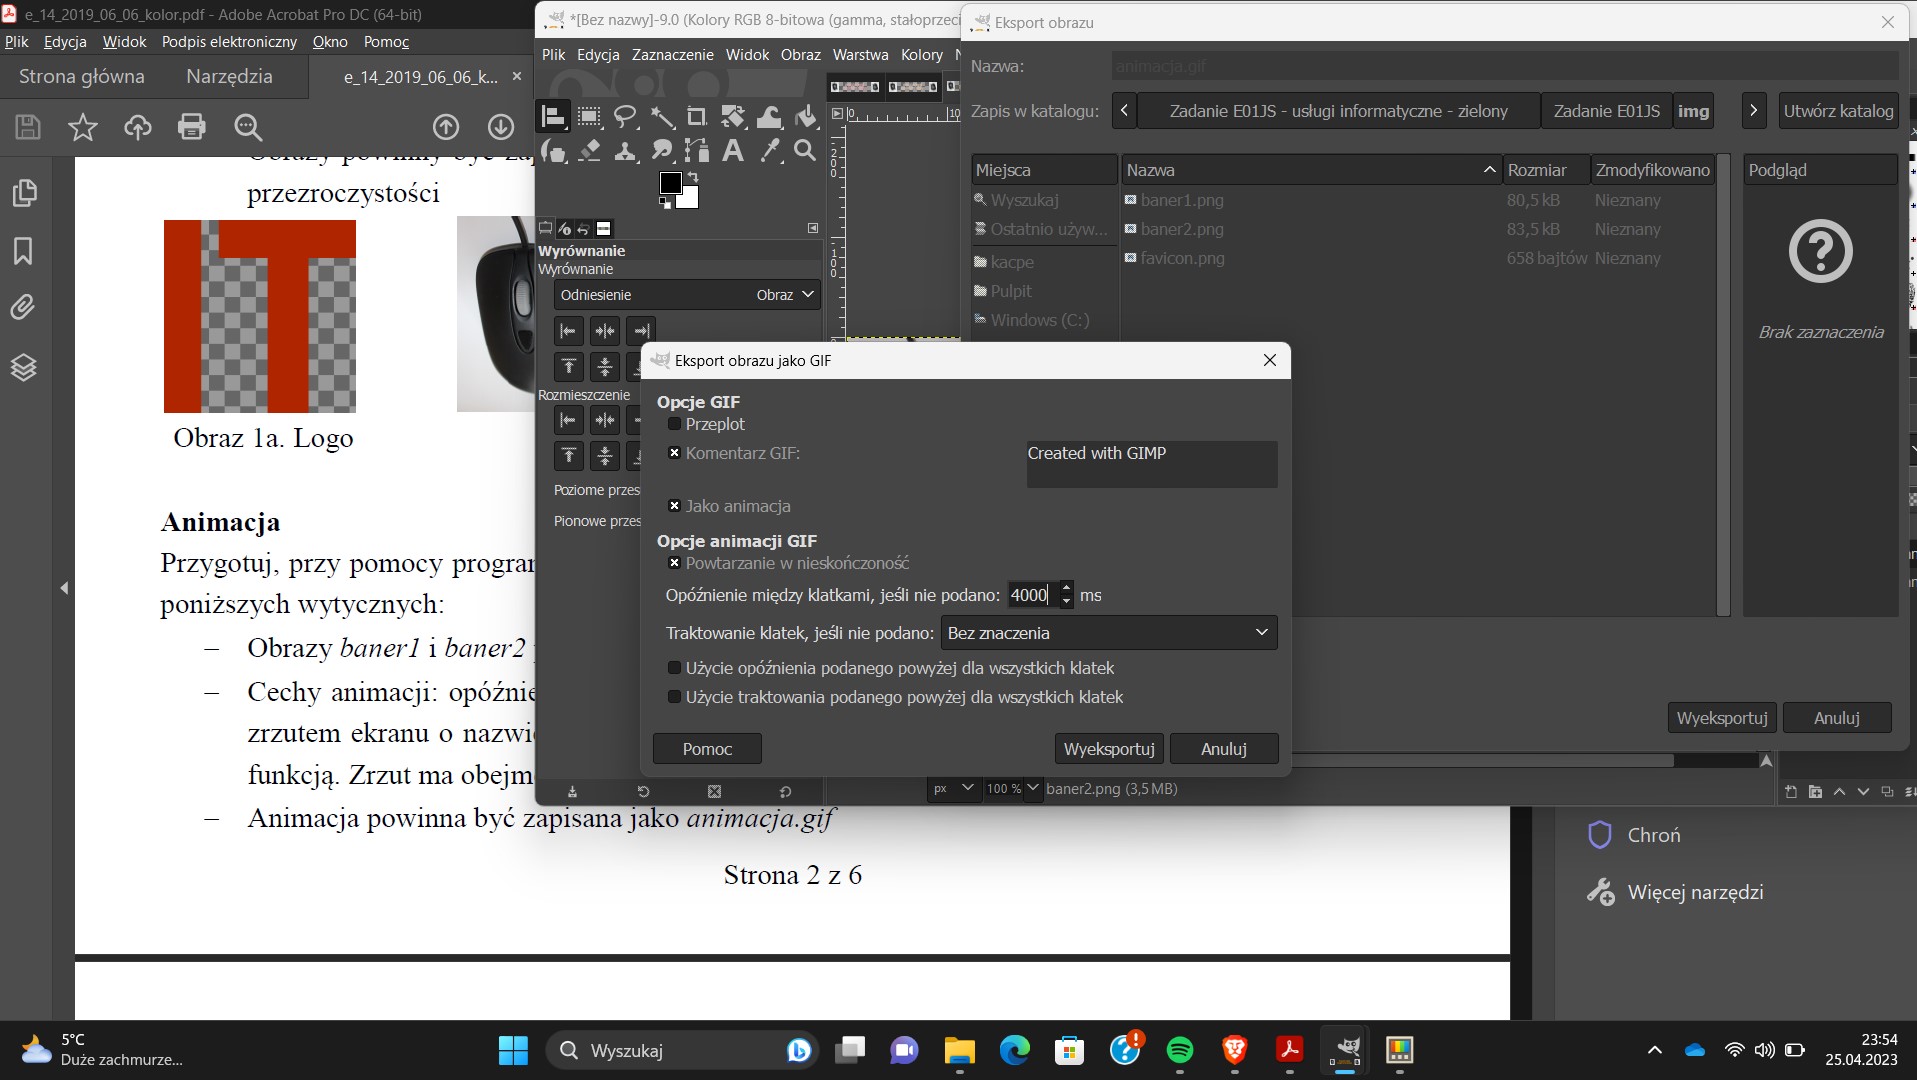 e_14_2019_06_06_kolor.pdf - Adobe Acrobat Pro DC (64-bit)
Plik Edycja Widok Podpis elektroniczny Okno Pomoc
Strona główna Narzędzia e_14_2019_06_06_k... ×
przezroczystości
Obraz 1a. Logo
Animacja
Przygotuj, przy pomocy
poniższych wytycznych:
– Obrazy baner1 i baner2
– Cechy animacji:
zrzutem ekranu o
funkcją. Zrzut ma
– Animacja powinna być zapisana jako animacja.gif
Strona 2 z 6
*[Bez nazwy]-9.0 (Kolory RGB 8-bitowa (gamma,
Plik Edycja Zaznaczenie Widok Obraz Warstwa Kolory
Wyrównanie
Wyrównanie
Odniesienie Obraz
Rozmieszczenie
Poziome
Pionowe
px 100 % baner2.png (3,5 MB)
Eksport obrazu
Nazwa: animacja.gif
Zapis w katalogu: Zadanie E01JS - usługi informatyczne - zielony Zadanie E01JS img Utwórz katalog
Miejsca Nazwa Rozmiar Zmodyfikowano Podgląd
Wyszukaj baner1.png 80,5 kB Nieznany
Ostatnio używ... baner2.png 83,5 kB Nieznany
kacpe favicon.png 658 bajtów Nieznany
Pulpit
Windows (C:)
Brak zaznaczenia
Wyeksportuj Anuluj
Eksport obrazu jako GIF
Opcje GIF
Przeplot
Komentarz GIF: Created with GIMP
Jako animacja
Opcje animacji GIF
Powtarzanie w nieskończoność
Opóźnienie między klatkami, jeśli nie podano: 4000 ms
Traktowanie klatek, jeśli nie podano: Bez znaczenia
Użycie opóźnienia podanego powyżej dla wszystkich klatek
Użycie traktowania podanego powyżej dla wszystkich klatek
Pomoc Wyeksportuj Anuluj
Chroń
Więcej narzędzi
5°C
Duże zachmurze...
Wyszukaj
23:54
25.04.2023